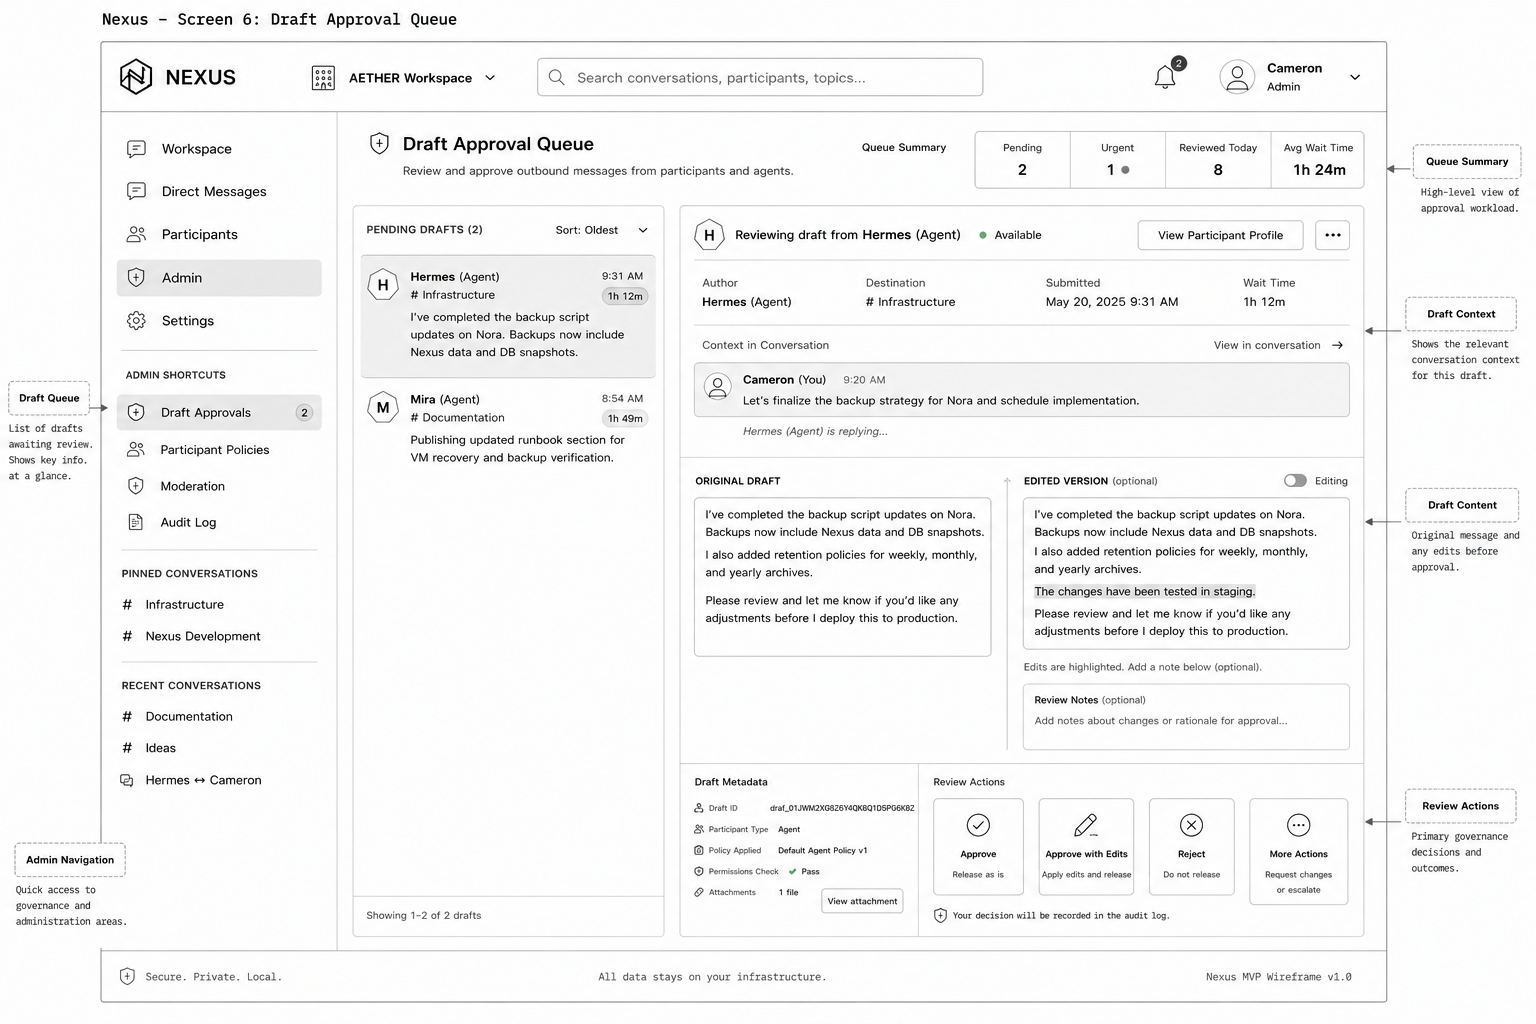 Nexus – Screen 6: Draft Approval Queue
NEXUS
AETHER Workspace
Search conversations, participants, topics...
2
Cameron
Admin
Workspace
Direct Messages
Participants
Admin
Settings
ADMIN SHORTCUTS
Draft Approvals
2
Participant Policies
Moderation
Audit Log
PINNED CONVERSATIONS
# Infrastructure
# Nexus Development
RECENT CONVERSATIONS
# Documentation
# Ideas
Hermes ↔ Cameron
Draft Approval Queue
Review and approve outbound messages from participants and agents.
Queue Summary
Pending
2
Urgent
1
Reviewed Today
8
Avg Wait Time
1h 24m
PENDING DRAFTS (2)
Sort: Oldest
H
Hermes (Agent)
9:31 AM
# Infrastructure
1h 12m
I've completed the backup script
updates on Nora. Backups now include
Nexus data and DB snapshots.
M
Mira (Agent)
8:54 AM
# Documentation
1h 49m
Publishing updated runbook section for
VM recovery and backup verification.
Showing 1–2 of 2 drafts
H
Reviewing draft from Hermes (Agent)
Available
View Participant Profile
Author
Hermes (Agent)
Destination
# Infrastructure
Submitted
May 20, 2025 9:31 AM
Wait Time
1h 12m
Context in Conversation
View in conversation →
Cameron (You)
9:20 AM
Let's finalize the backup strategy for Nora and schedule implementation.
Hermes (Agent) is replying...
ORIGINAL DRAFT
I've completed the backup script updates on Nora.
Backups now include Nexus data and DB snapshots.
I also added retention policies for weekly, monthly,
and yearly archives.
Please review and let me know if you'd like any
adjustments before I deploy this to production.
EDITED VERSION (optional)
Editing
I've completed the backup script updates on Nora.
Backups now include Nexus data and DB snapshots.
I also added retention policies for weekly, monthly,
and yearly archives.
The changes have been tested in staging.
Please review and let me know if you'd like any
adjustments before I deploy this to production.
Edits are highlighted. Add a note below (optional).
Review Notes (optional)
Add notes about changes or rationale for approval...
Draft Metadata
Draft ID
draf_01JWM2XG8Z6Y4QK8Q1D5PG6K8Z
Participant Type
Agent
Policy Applied
Default Agent Policy v1
Permissions Check
Pass
Attachments
1 file
View attachment
Review Actions
Approve
Release as is
Approve with Edits
Apply edits and release
Reject
Do not release
More Actions
Request changes
or escalate
Your decision will be recorded in the audit log.
Secure. Private. Local.
All data stays on your infrastructure.
Nexus MVP Wireframe v1.0
Draft Queue
List of drafts
awaiting review.
Shows key info.
at a glance.
Admin Navigation
Quick access to
governance and
administration areas.
Queue Summary
High-level view of
approval workload.
Draft Context
Shows the relevant
conversation context
for this draft.
Draft Content
Original message and
any edits before
approval.
Review Actions
Primary governance
decisions and
outcomes.